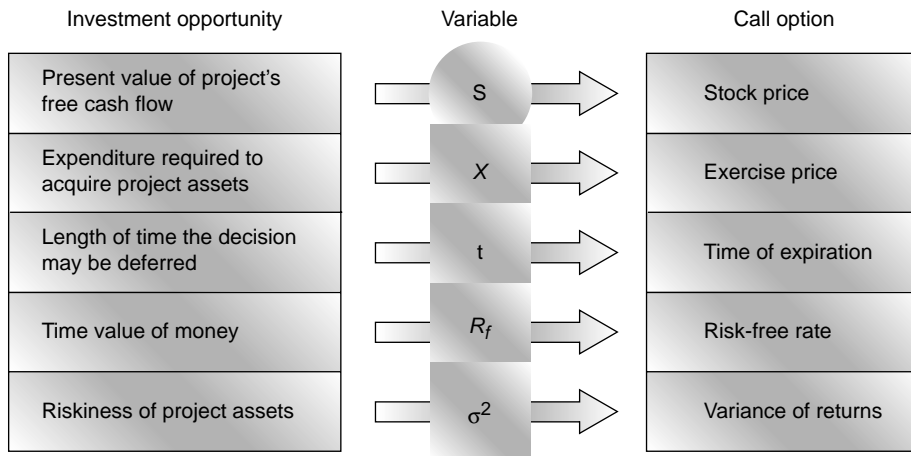 Investment opportunity Variable Call option
Present value of project's
free cash flow
S
Stock price
Expenditure required to
acquire project assets
X
Exercise price
Length of time the decision
may be deferred
t
Time of expiration
Time value of money
R_f
Risk-free rate
Riskiness of project assets
σ²
Variance of returns